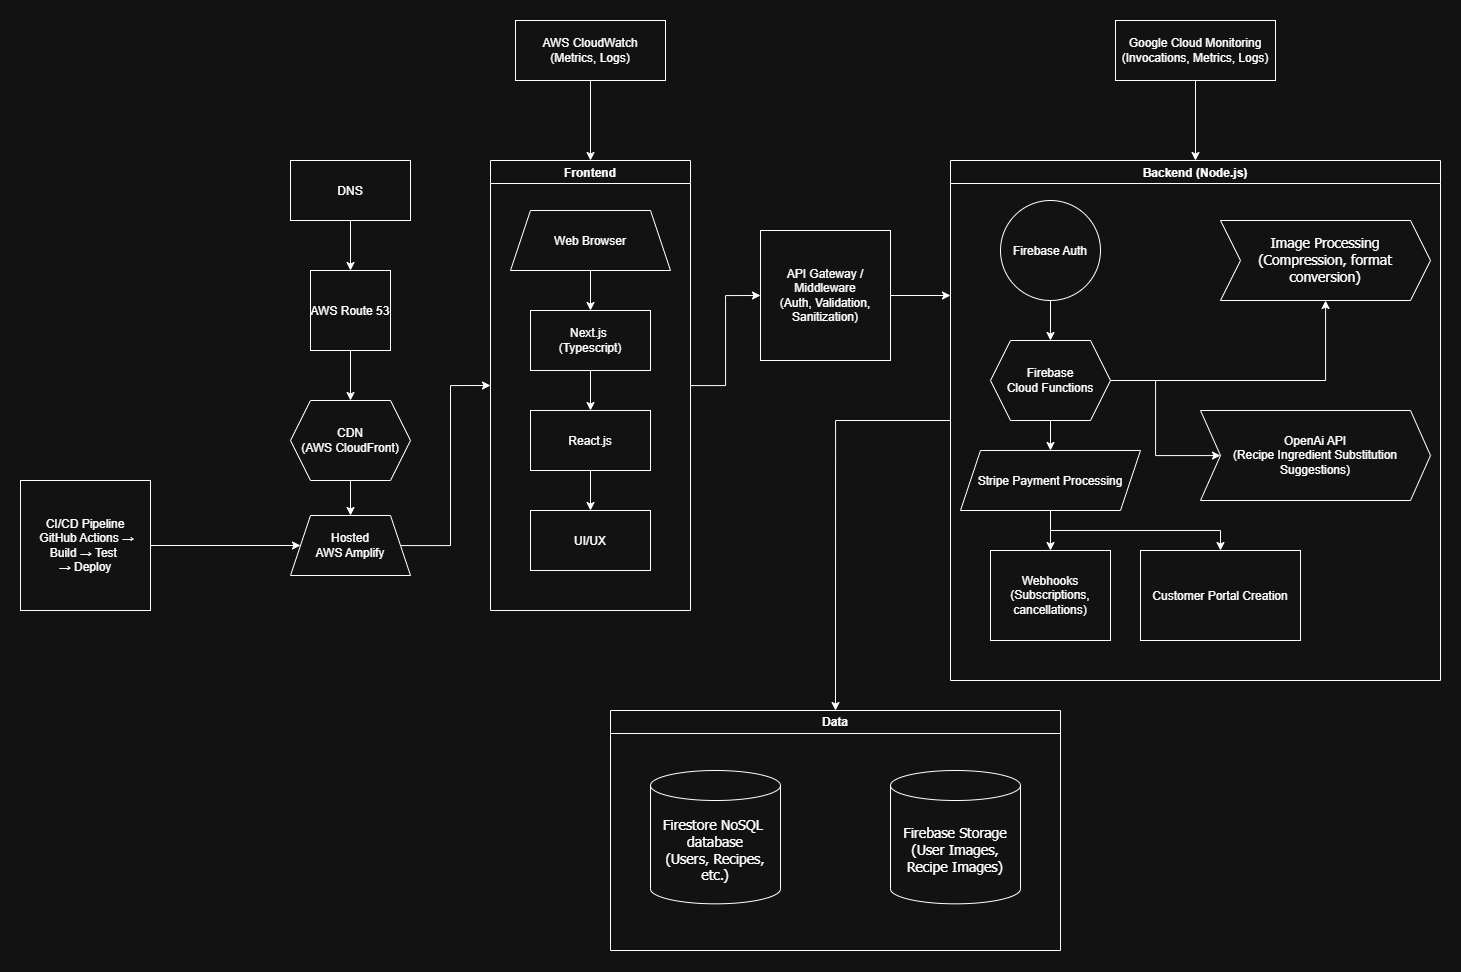 AWS CloudWatch
(Metrics, Logs)
Google Cloud Monitoring
(Invocations, Metrics, Logs)
DNS
AWS Route 53
CDN
(AWS CloudFront)
CI/CD Pipeline
GitHub Actions →
Build → Test
→ Deploy
Hosted
AWS Amplify
Frontend
Web Browser
Next.js
(Typescript)
React.js
UI/UX
API Gateway /
Middleware
(Auth, Validation,
Sanitization)
Backend (Node.js)
Firebase Auth
Image Processing
(Compression, format
conversion)
Firebase
Cloud Functions
OpenAi API
(Recipe Ingredient Substitution
Suggestions)
Stripe Payment Processing
Webhooks
(Subscriptions,
cancellations)
Customer Portal Creation
Data
Firestore NoSQL
database
(Users, Recipes,
etc.)
Firebase Storage
(User Images,
Recipe Images)